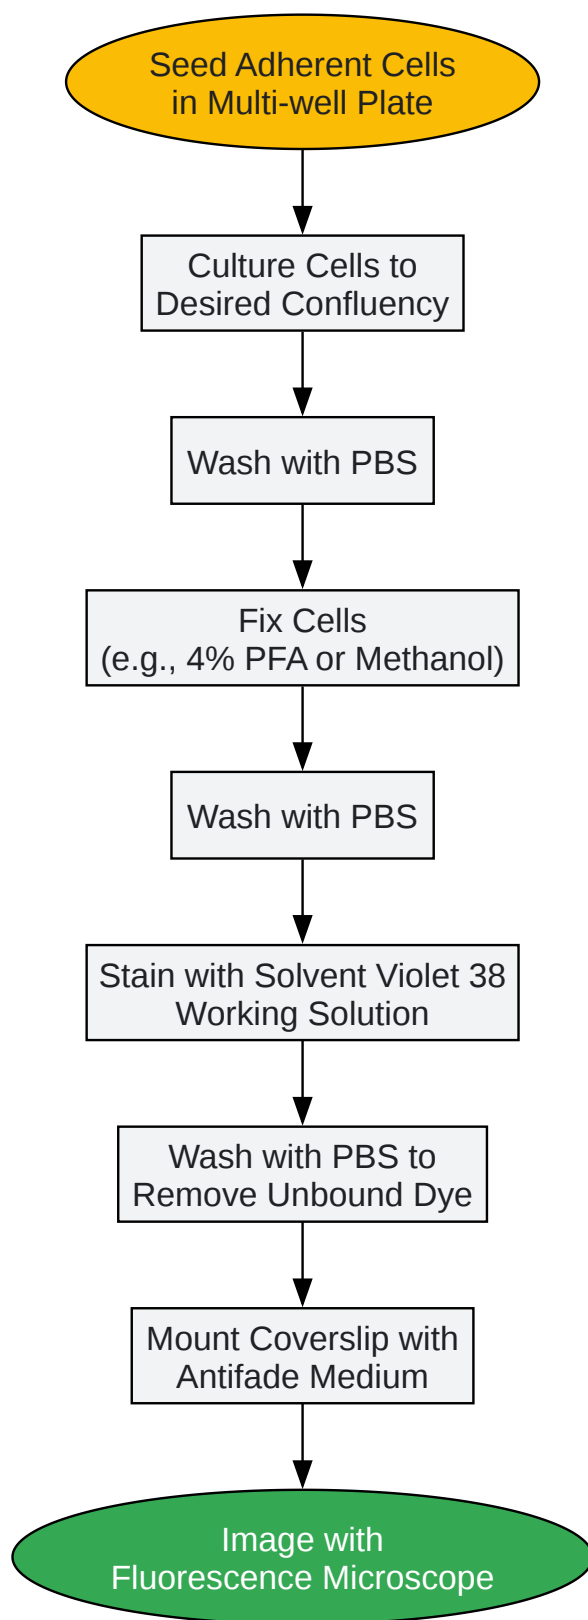 Seed Adherent Cells
in Multi-well Plate
Culture Cells to
Desired Confluency
Wash with PBS
Fix Cells
(e.g., 4% PFA or Methanol)
Wash with PBS
Stain with Solvent Violet 38
Working Solution
Wash with PBS to
Remove Unbound Dye
Mount Coverslip with
Antifade Medium
Image with
Fluorescence Microscope